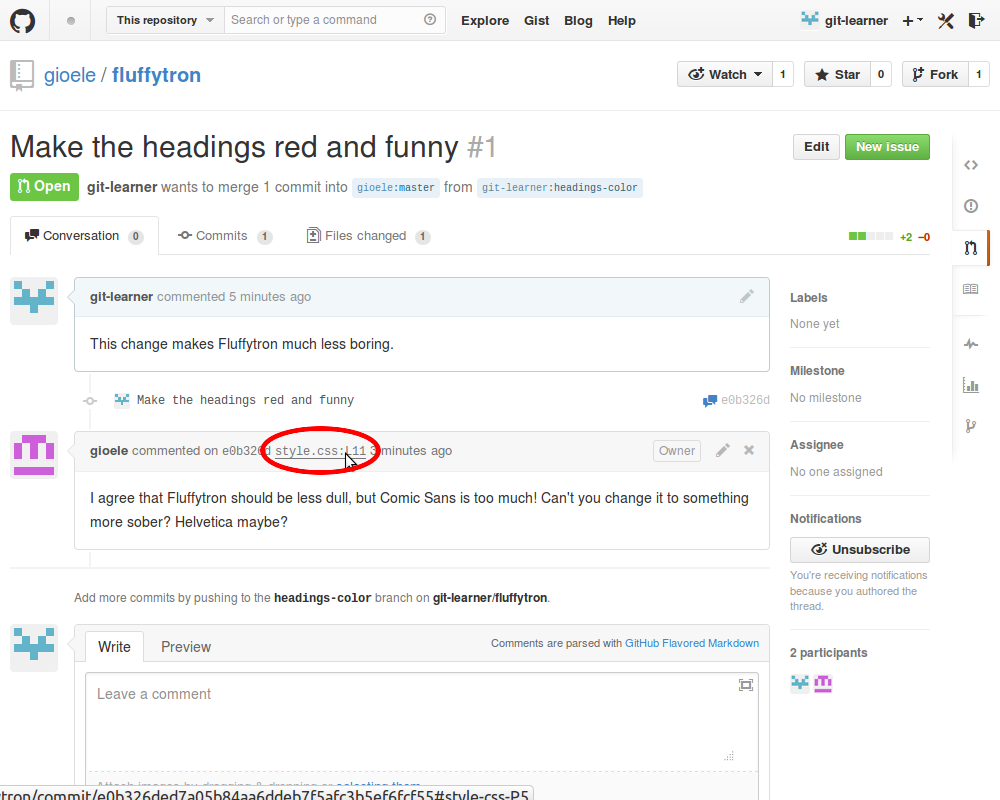 This repository Search or type a command Explore Gist Blog Help git-learner
gioele / fluffytron Watch 1 Star 0 Fork 1
Make the headings red and funny #1 Edit New issue
Open git-learner wants to merge 1 commit into gioele:master from git-learner:headings-color
Conversation 0 Commits 1 Files changed 1 +2 −0
git-learner commented 5 minutes ago
This change makes Fluffytron much less boring.
Make the headings red and funny e0b326d
gioele commented on e0b326d style.css:L11 3 minutes ago Owner
I agree that Fluffytron should be less dull, but Comic Sans is too much! Can't you change it to something
more sober? Helvetica maybe?
Add more commits by pushing to the headings-color branch on git-learner/fluffytron.
Write Preview Comments are parsed with GitHub Flavored Markdown
Leave a comment
Attach images by dragging & dropping or selecting them
tron/commit/e0b326ded7a05b84aa6ddeb7f5afc3b5ef6fcf55#style-css-P5
Labels
None yet
Milestone
No milestone
Assignee
No one assigned
Notifications
Unsubscribe
You're receiving notifications
because you authored the
thread.
2 participants